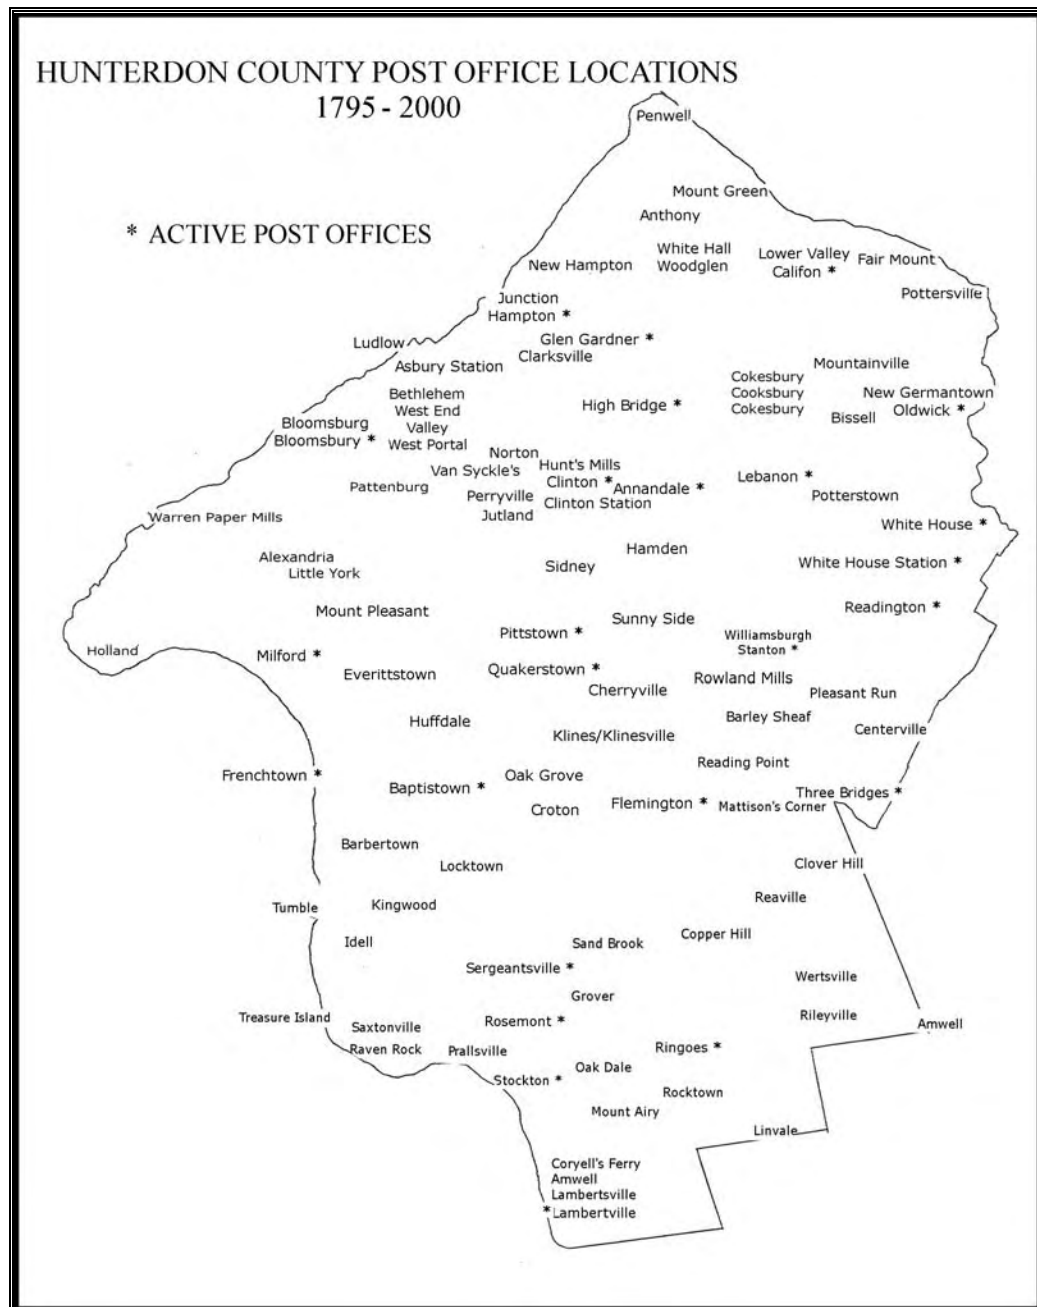 HUNTERDON COUNTY POST OFFICE LOCATIONS
1795 - 2000
* ACTIVE POST OFFICES
Penwell
Mount Green
Anthony
White Hall
Woodglen
Lower Valley
Califon *
Fair Mount
New Hampton
Pottersville
Junction
Hampton *
Ludlow
Glen Gardner *
Clarksville
Asbury Station
Mountainville
Cokesbury
Cooksbury
Cokesbury
New Germantown
Oldwick *
Bissell
Bethlehem
West End
Valley
West Portal
High Bridge *
Bloomsburg
Bloomsbury *
Norton
Van Syckle's
Hunt's Mills
Clinton *
Clinton Station
Annandale *
Lebanon *
Pattenburg
Perryville
Jutland
Potterstown
Warren Paper Mills
White House *
Alexandria
Little York
Hamden
Sidney
White House Station *
Mount Pleasant
Sunny Side
Readington *
Pittstown *
Williamsburgh
Stanton *
Holland
Milford *
Everittstown
Quakerstown *
Cherryville
Rowland Mills
Pleasant Run
Huffdale
Barley Sheaf
Centerville
Klines/Klinesville
Reading Point
Frenchtown *
Baptistown *
Oak Grove
Croton
Flemington *
Mattison's Corner
Three Bridges *
Barbertown
Locktown
Clover Hill
Reaville
Tumble
Kingwood
Idell
Sand Brook
Copper Hill
Sergeantsville *
Wertsville
Grover
Treasure Island
Saxtonville
Raven Rock
Rosemont *
Rileyville
Amwell
Prallsville
Ringoes *
Stockton *
Oak Dale
Rocktown
Mount Airy
Linvale
Coryell's Ferry
Amwell
Lambertsville
*Lambertville